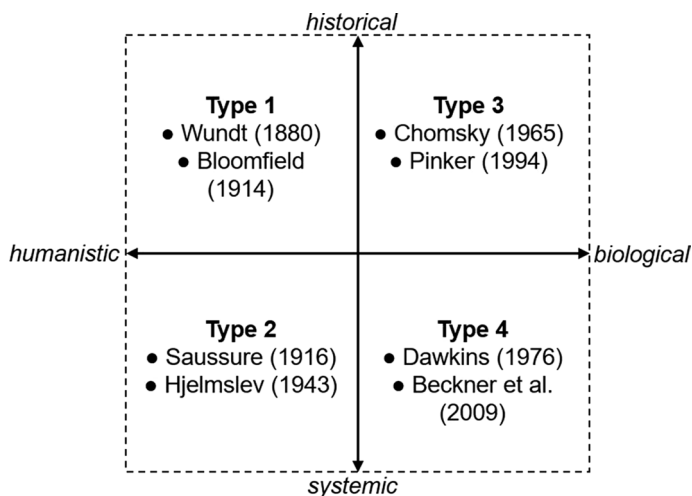 historical
Type 1
● Wundt (1880)
● Bloomfield
(1914)
Type 3
● Chomsky (1965)
● Pinker (1994)
humanistic
biological
Type 2
● Saussure (1916)
● Hjelmslev (1943)
Type 4
● Dawkins (1976)
● Beckner et al.
(2009)
systemic